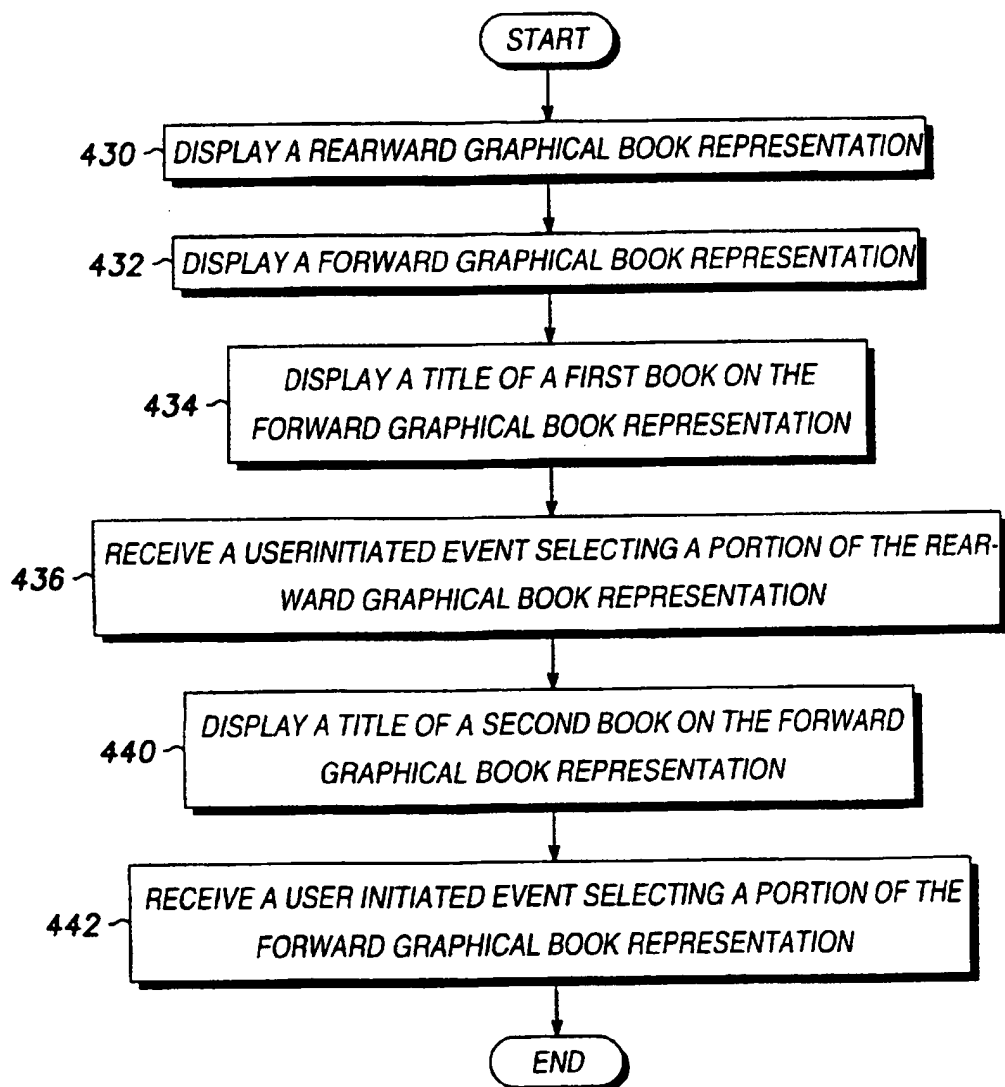 START
430 DISPLAY A REARWARD GRAPHICAL BOOK REPRESENTATION
432 DISPLAY A FORWARD GRAPHICAL BOOK REPRESENTATION
DISPLAY A TITLE OF A FIRST BOOK ON THE
434 FORWARD GRAPHICAL BOOK REPRESENTATION
RECEIVE A USERINITIATED EVENT SELECTING A PORTION OF THE REAR-
436 WARD GRAPHICAL BOOK REPRESENTATION
DISPLAY A TITLE OF A SECOND BOOK ON THE FORWARD
440 GRAPHICAL BOOK REPRESENTATION
RECEIVE A USER INITIATED EVENT SELECTING A PORTION OF THE
442 FORWARD GRAPHICAL BOOK REPRESENTATION
END